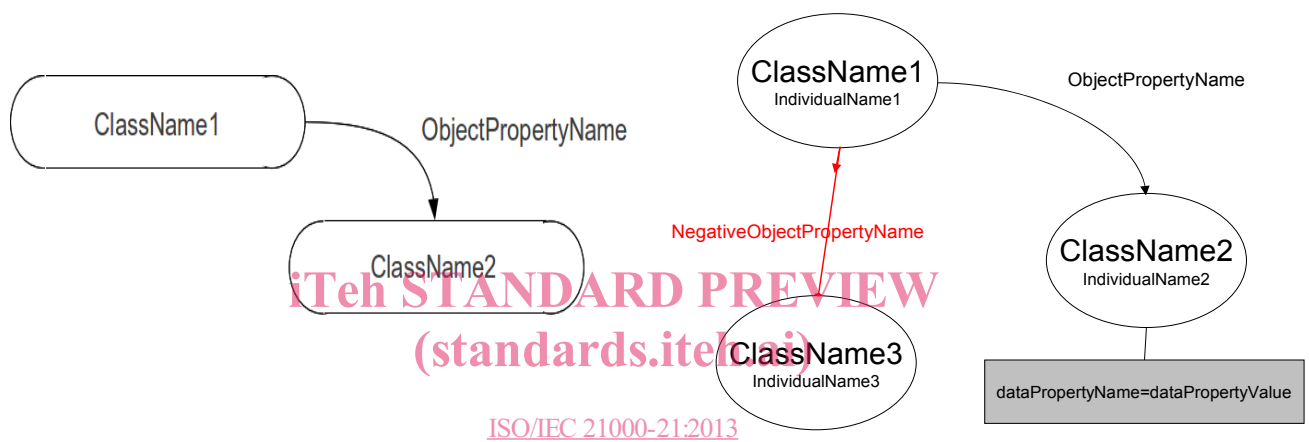 ClassName1
ObjectPropertyName
ClassName2
ClassName1
IndividualName1
ObjectPropertyName
NegativeObjectPropertyName
ClassName2
IndividualName2
ClassName3
IndividualName3
dataPropertyName=dataPropertyValue
iTeh STANDARD PREVIEW
(standards.iteh.ai)
ISO/IEC 21000-21:2013